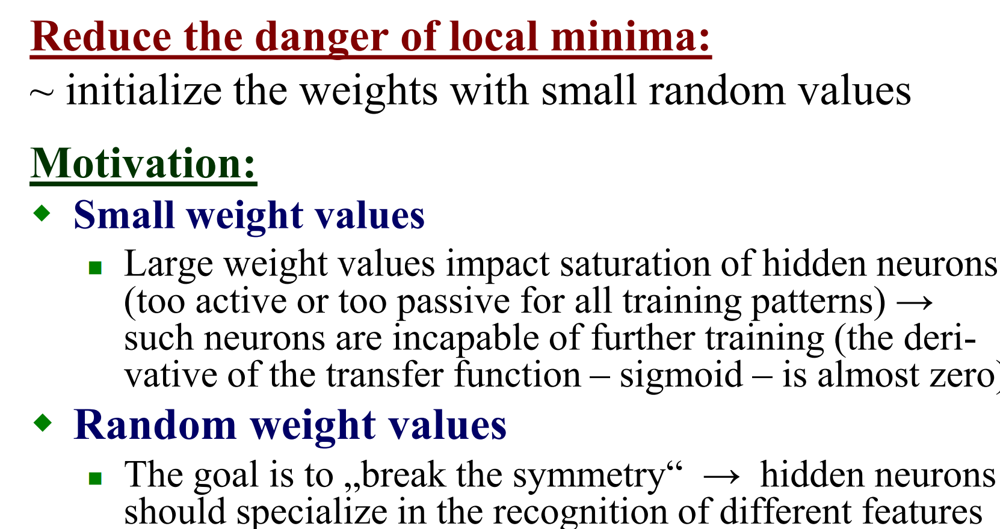 Reduce the danger of local minima:
~ initialize the weights with small random values
Motivation:
◆ Small weight values
■ Large weight values impact saturation of hidden neurons
(too active or too passive for all training patterns) →
such neurons are incapable of further training (the deri-
vative of the transfer function – sigmoid – is almost zero)
◆ Random weight values
■ The goal is to „break the symmetry“ → hidden neurons
should specialize in the recognition of different features